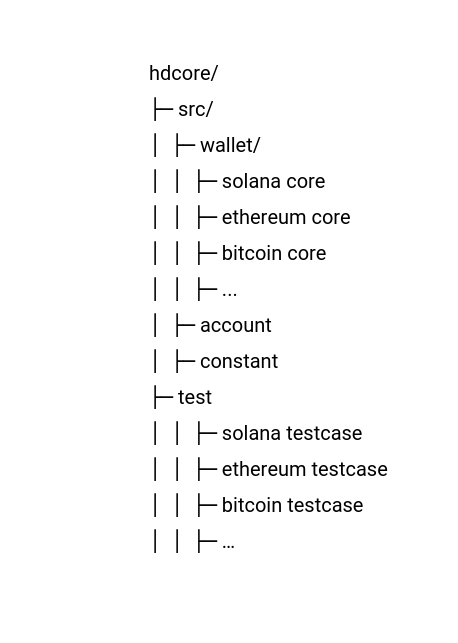 hdcore/
├─ src/
│ ├─ wallet/
│ │ ├─ solana core
│ │ ├─ ethereum core
│ │ ├─ bitcoin core
│ │ ├─ ...
│ ├─ account
│ ├─ constant
├─ test
│ │ ├─ solana testcase
│ │ ├─ ethereum testcase
│ │ ├─ bitcoin testcase
│ │ ├─ …